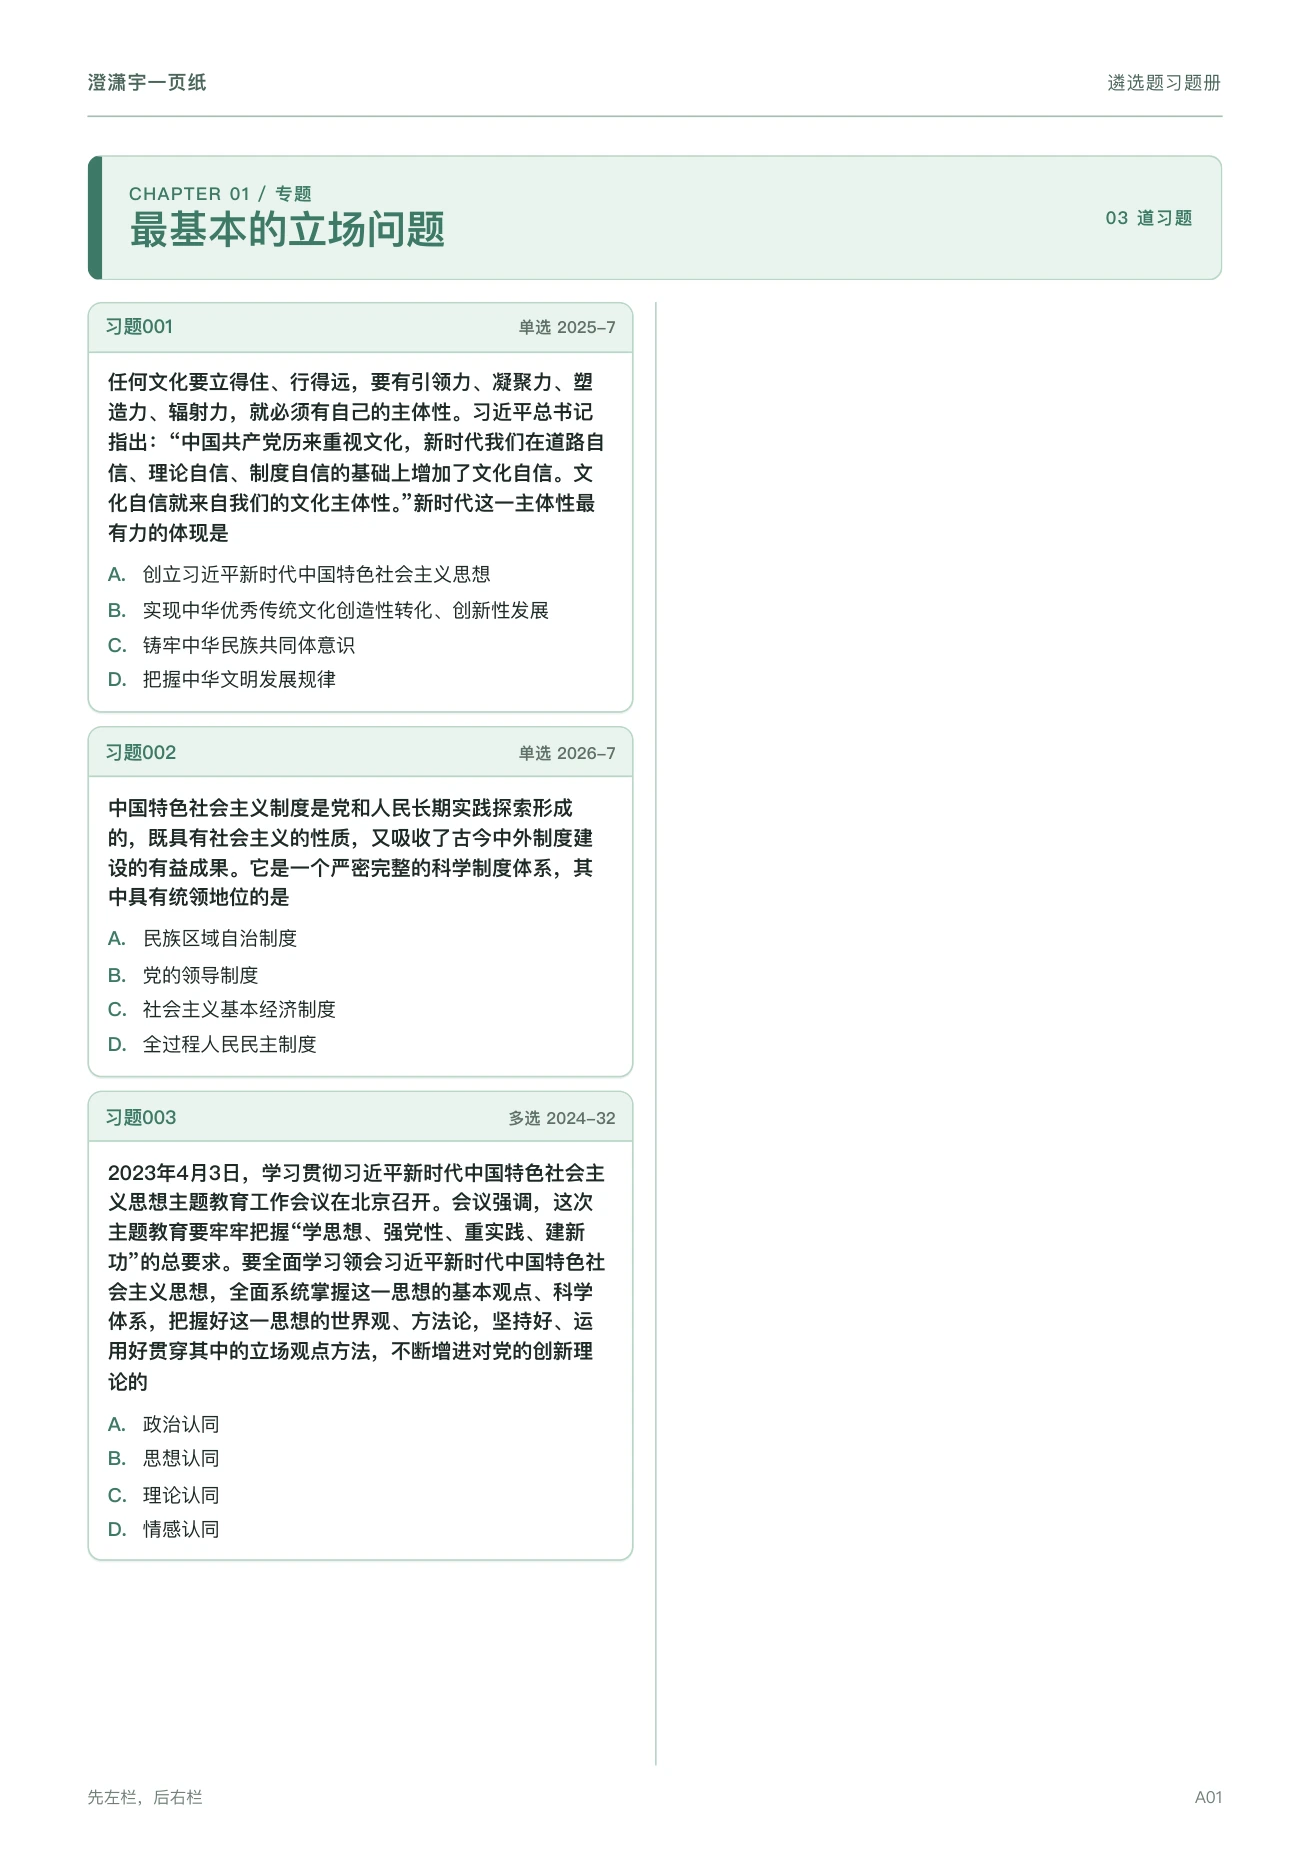 澄潇宇一页纸
遴选题习题册
CHAPTER 01 / 专题
最基本的立场问题
03 道习题
习题001
单选 2025–7
任何文化要立得住、行得远，要有引领力、凝聚力、塑
造力、辐射力，就必须有自己的主体性。习近平总书记
指出：“中国共产党历来重视文化，新时代我们在道路自
信、理论自信、制度自信的基础上增加了文化自信。文
化自信就来自我们的文化主体性。”新时代这一主体性最
有力的体现是
A. 创立习近平新时代中国特色社会主义思想
B. 实现中华优秀传统文化创造性转化、创新性发展
C. 铸牢中华民族共同体意识
D. 把握中华文明发展规律
习题002
单选 2026–7
中国特色社会主义制度是党和人民长期实践探索形成
的，既具有社会主义的性质，又吸收了古今中外制度建
设的有益成果。它是一个严密完整的科学制度体系，其
中具有统领地位的是
A. 民族区域自治制度
B. 党的领导制度
C. 社会主义基本经济制度
D. 全过程人民民主制度
习题003
多选 2024–32
2023年4月3日，学习贯彻习近平新时代中国特色社会主
义思想主题教育工作会议在北京召开。会议强调，这次
主题教育要牢牢把握“学思想、强党性、重实践、建新
功”的总要求。要全面学习领会习近平新时代中国特色社
会主义思想，全面系统掌握这一思想的基本观点、科学
体系，把握好这一思想的世界观、方法论，坚持好、运
用好贯穿其中的立场观点方法，不断增进对党的创新理
论的
A. 政治认同
B. 思想认同
C. 理论认同
D. 情感认同
先左栏，后右栏
A01